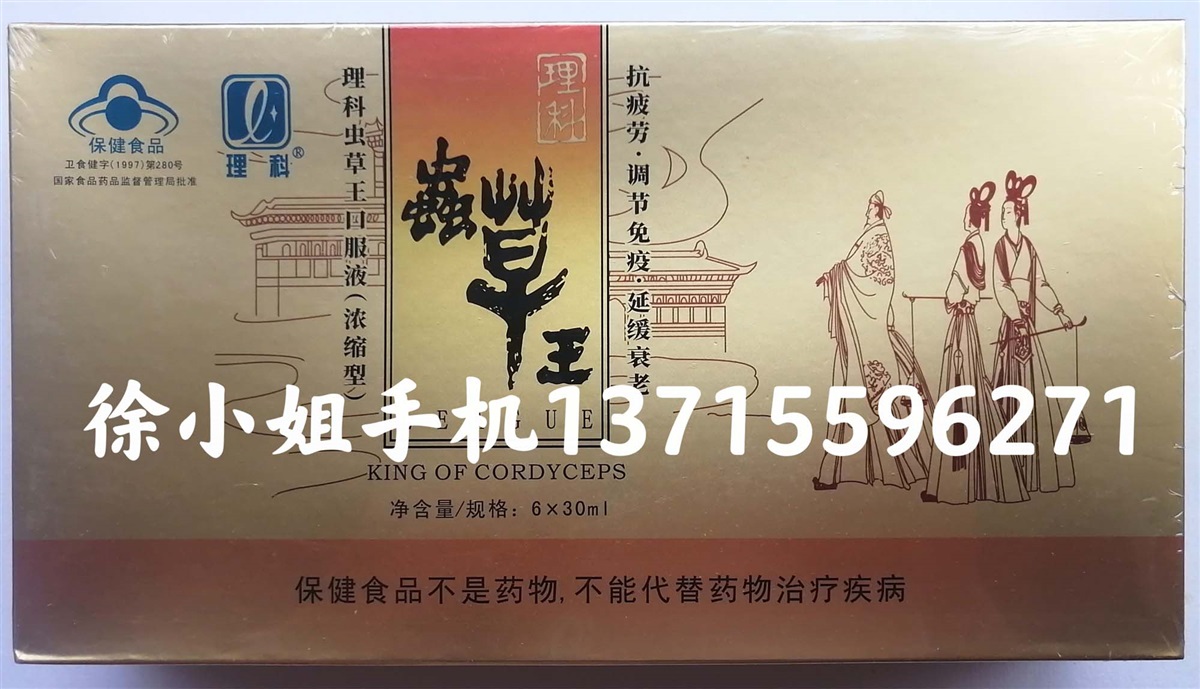 保健食品
卫食健字(1997)第280号
国家食品药品监督管理局批准
理科®
理科虫草王口服液(浓缩型)
理科
蟲草王
抗疲劳·调节免疫·延缓衰老
徐小姐手机13715596271
KING OF CORDYCEPS
净含量/规格：6×30ml
保健食品不是药物,不能代替药物治疗疾病